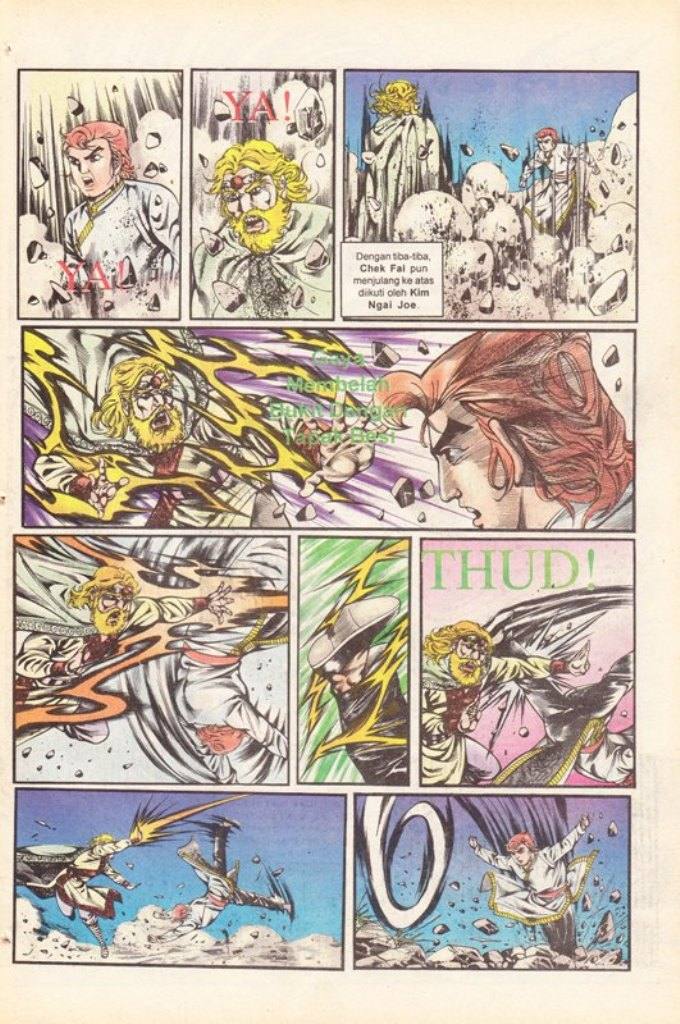 YA!
YA!
Dengan tiba-tiba,
Chek Fai pun
menjulang ke atas
diikuti oleh Kim
Ngai Joe.
Gaya
Membelah
Bukit Dengan
Tapak Besi
THUD!